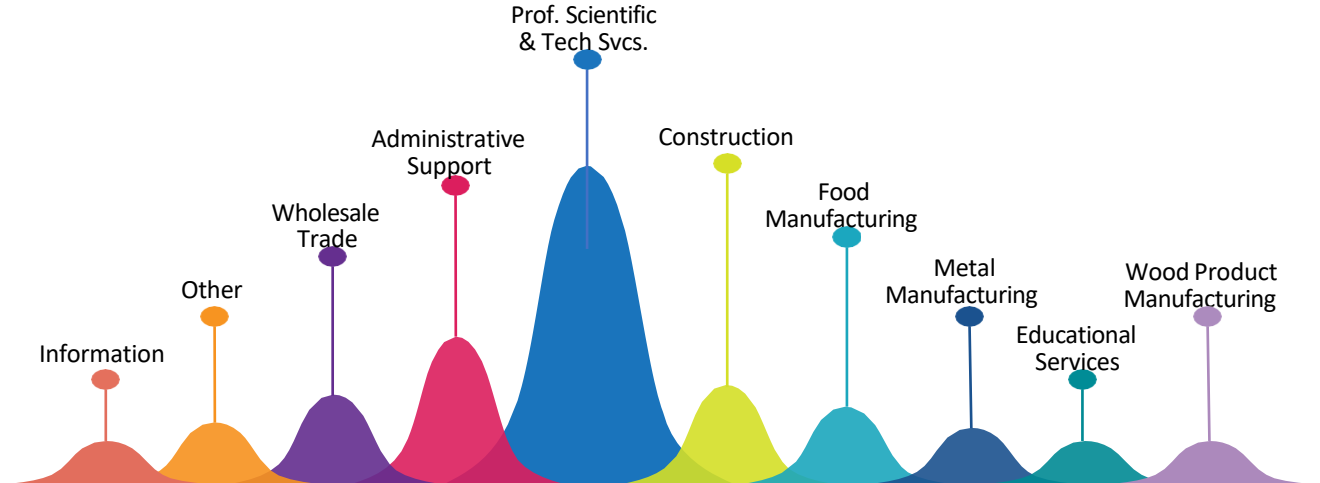 Prof. Scientific
& Tech Svcs.
Administrative
Support
Construction
Food
Manufacturing
Wholesale
Trade
Metal
Manufacturing
Wood Product
Manufacturing
Other
Educational
Services
Information